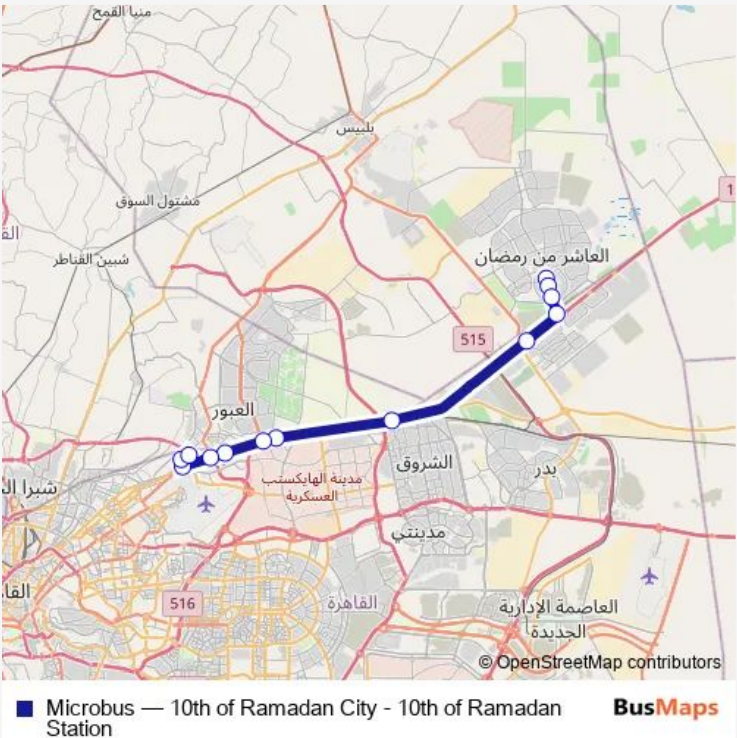 منيا القمح
بلبيس
مشتول السوق
1
شبين القناطر
العاشر من رمضان
515
العبور
الشروق
مدينة الهايكستب
العسكرية
بدر
مدينتي
516
القاهرة
العاصمة الإدارية
الجديدة
© OpenStreetMap contributors
Microbus — 10th of Ramadan City - 10th of Ramadan
Station
BusMaps